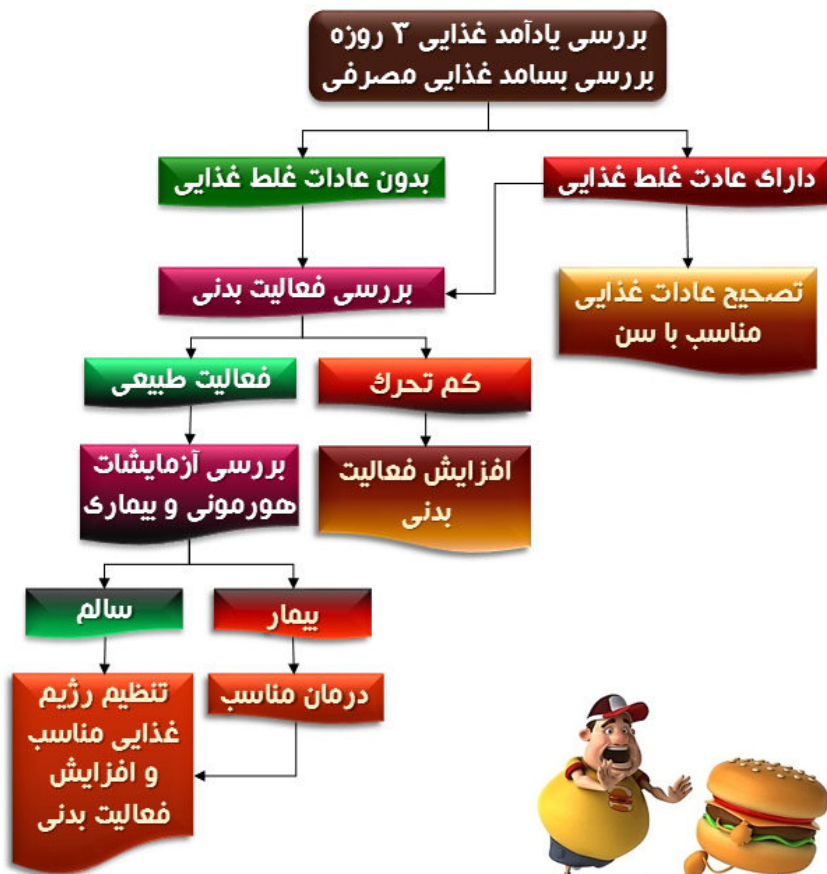 بررسی یادآمد غذایی ۳ روزه
بررسی بسامد غذایی مصرفی
دارای عادت غلط غذایی
بدون عادات غلط غذایی
تصحیح عادات غذایی
مناسب با سن
بررسی فعالیت بدنی
کم تحرک
فعالیت طبیعی
افزایش فعالیت
بدنی
بررسی آزمایشات
هورمونی و بیماری
بیمار
سالم
درمان مناسب
تنظیم رژیم
غذایی مناسب
و افزایش
فعالیت بدنی